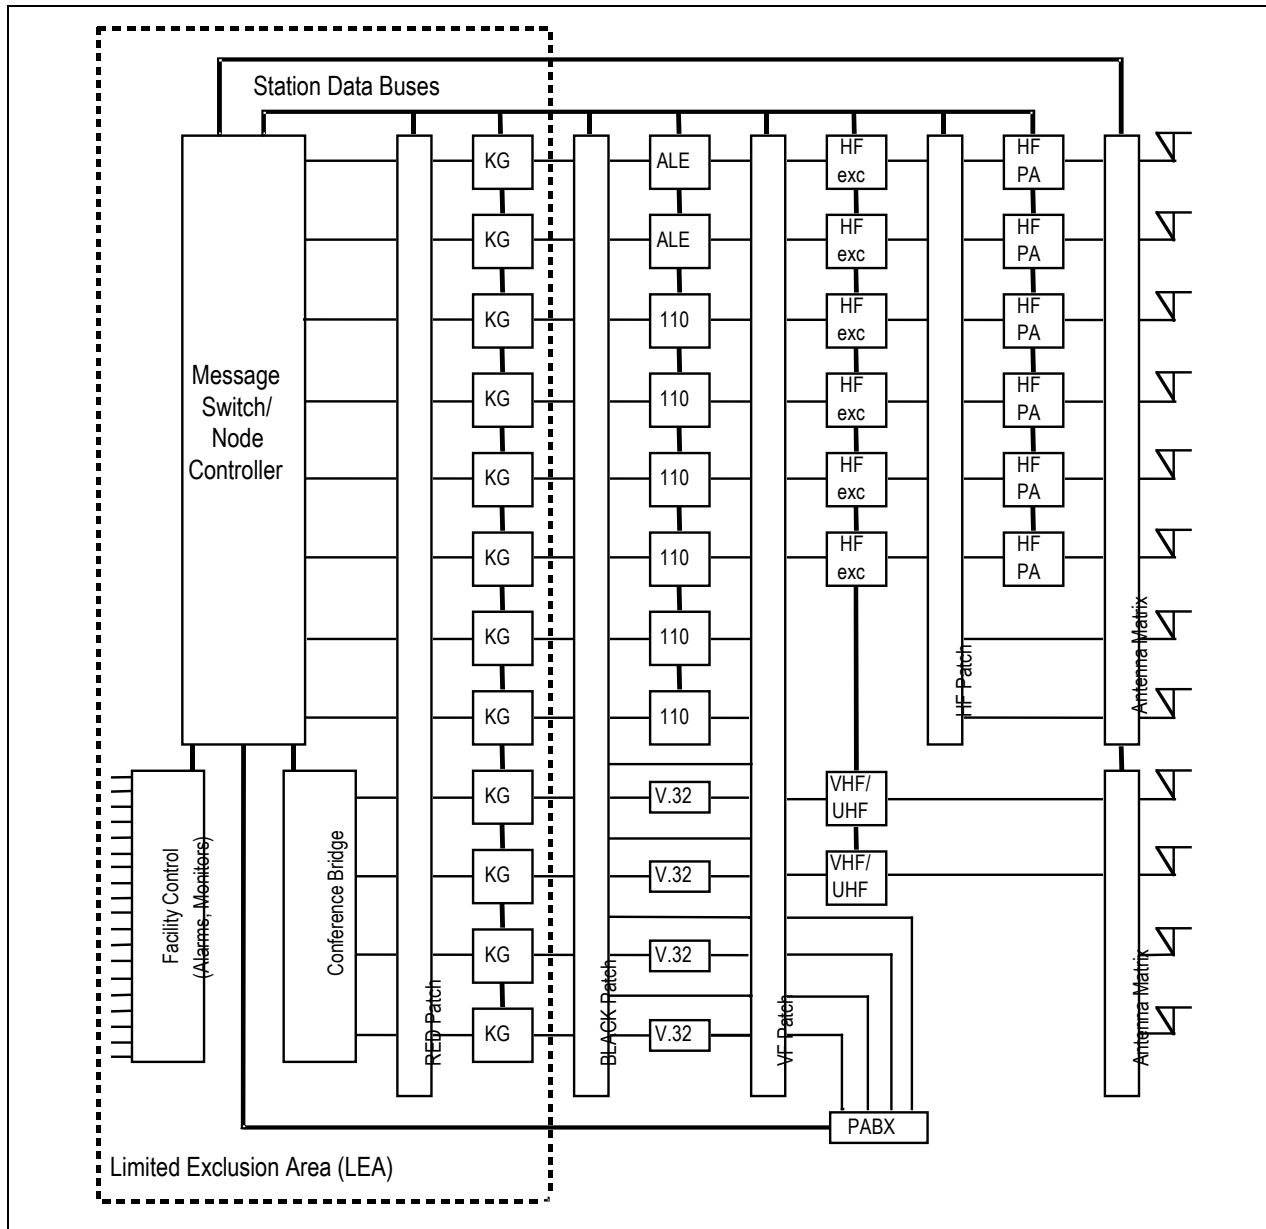 Station Data Buses
KG
ALE
HF
exc
HF
PA
KG
ALE
HF
exc
HF
PA
KG
110
HF
exc
HF
PA
Message
Switch/
Node
Controller
KG
110
HF
exc
HF
PA
KG
110
HF
exc
HF
PA
KG
110
HF
exc
HF
PA
KG
110
KG
110
HF Patch
Antenna Matrix
Facility Control
(Alarms, Monitors)
Conference Bridge
KG
V.32
VHF/
UHF
KG
V.32
VHF/
UHF
KG
V.32
KG
V.32
RED Patch
BLACK Patch
VF Patch
Antenna Matrix
PABX
Limited Exclusion Area (LEA)